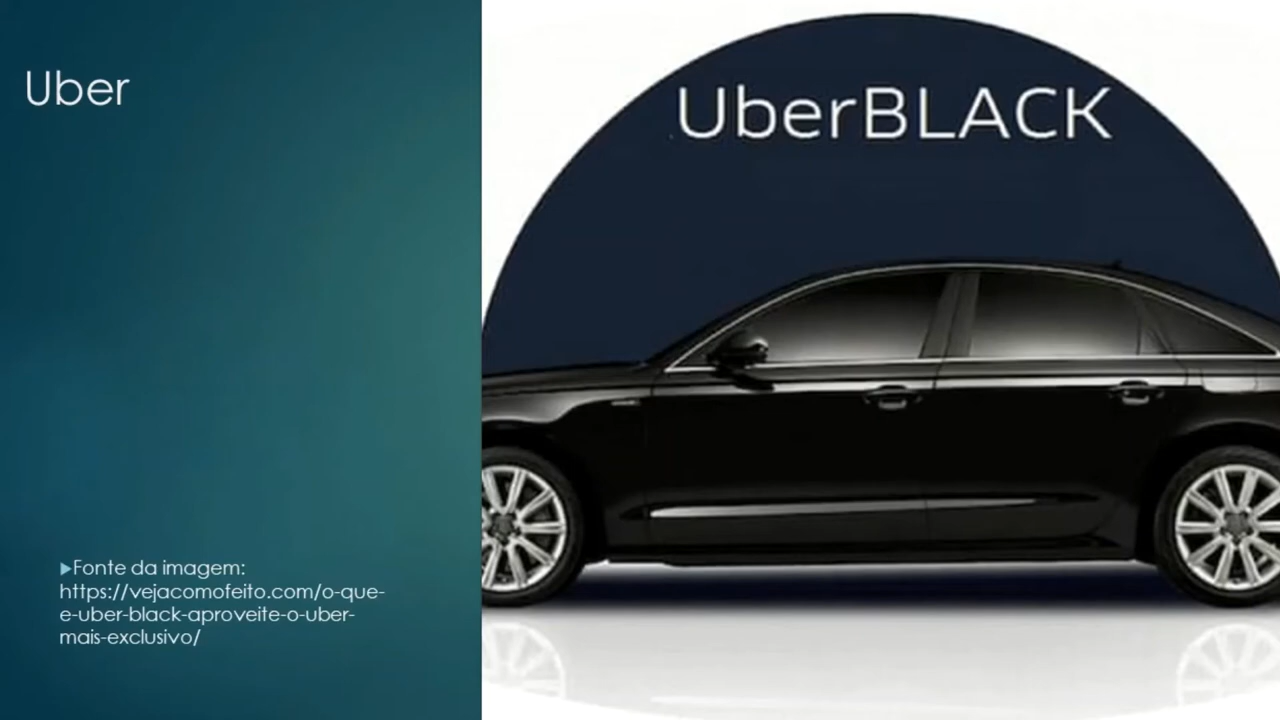 Uber
UberBLACK
▶Fonte da imagem:
https://vejacomofeito.com/o-que-
e-uber-black-aproveite-o-uber-
mais-exclusivo/